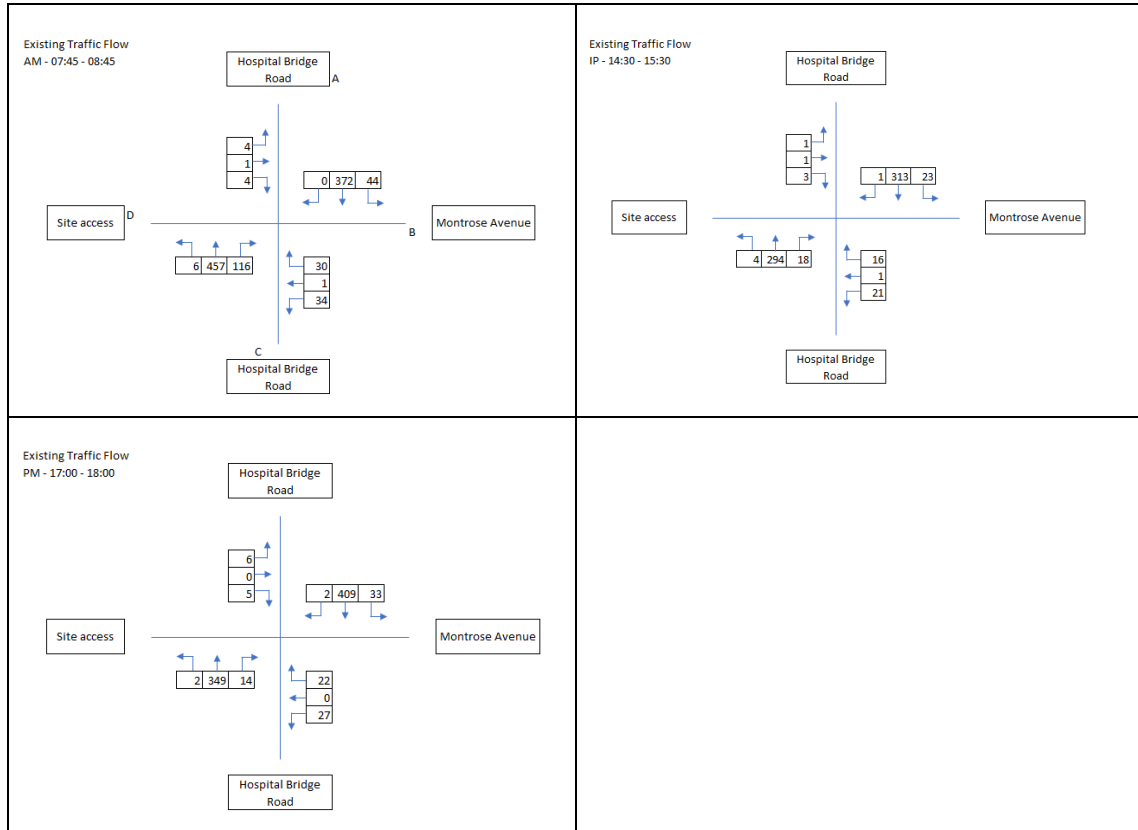 Existing Traffic Flow
AM - 07:45 - 08:45
Hospital Bridge
Road
A
4
1
4
0 372 44
Site access
D
B
Montrose Avenue
6 457 116
30
1
34
C
Hospital Bridge
Road
Existing Traffic Flow
IP - 14:30 - 15:30
Hospital Bridge
Road
1
1
3
1 313 23
Site access
Montrose Avenue
4 294 18
16
1
21
Hospital Bridge
Road
Existing Traffic Flow
PM - 17:00 - 18:00
Hospital Bridge
Road
6
0
5
2 409 33
Site access
Montrose Avenue
2 349 14
22
0
27
Hospital Bridge
Road